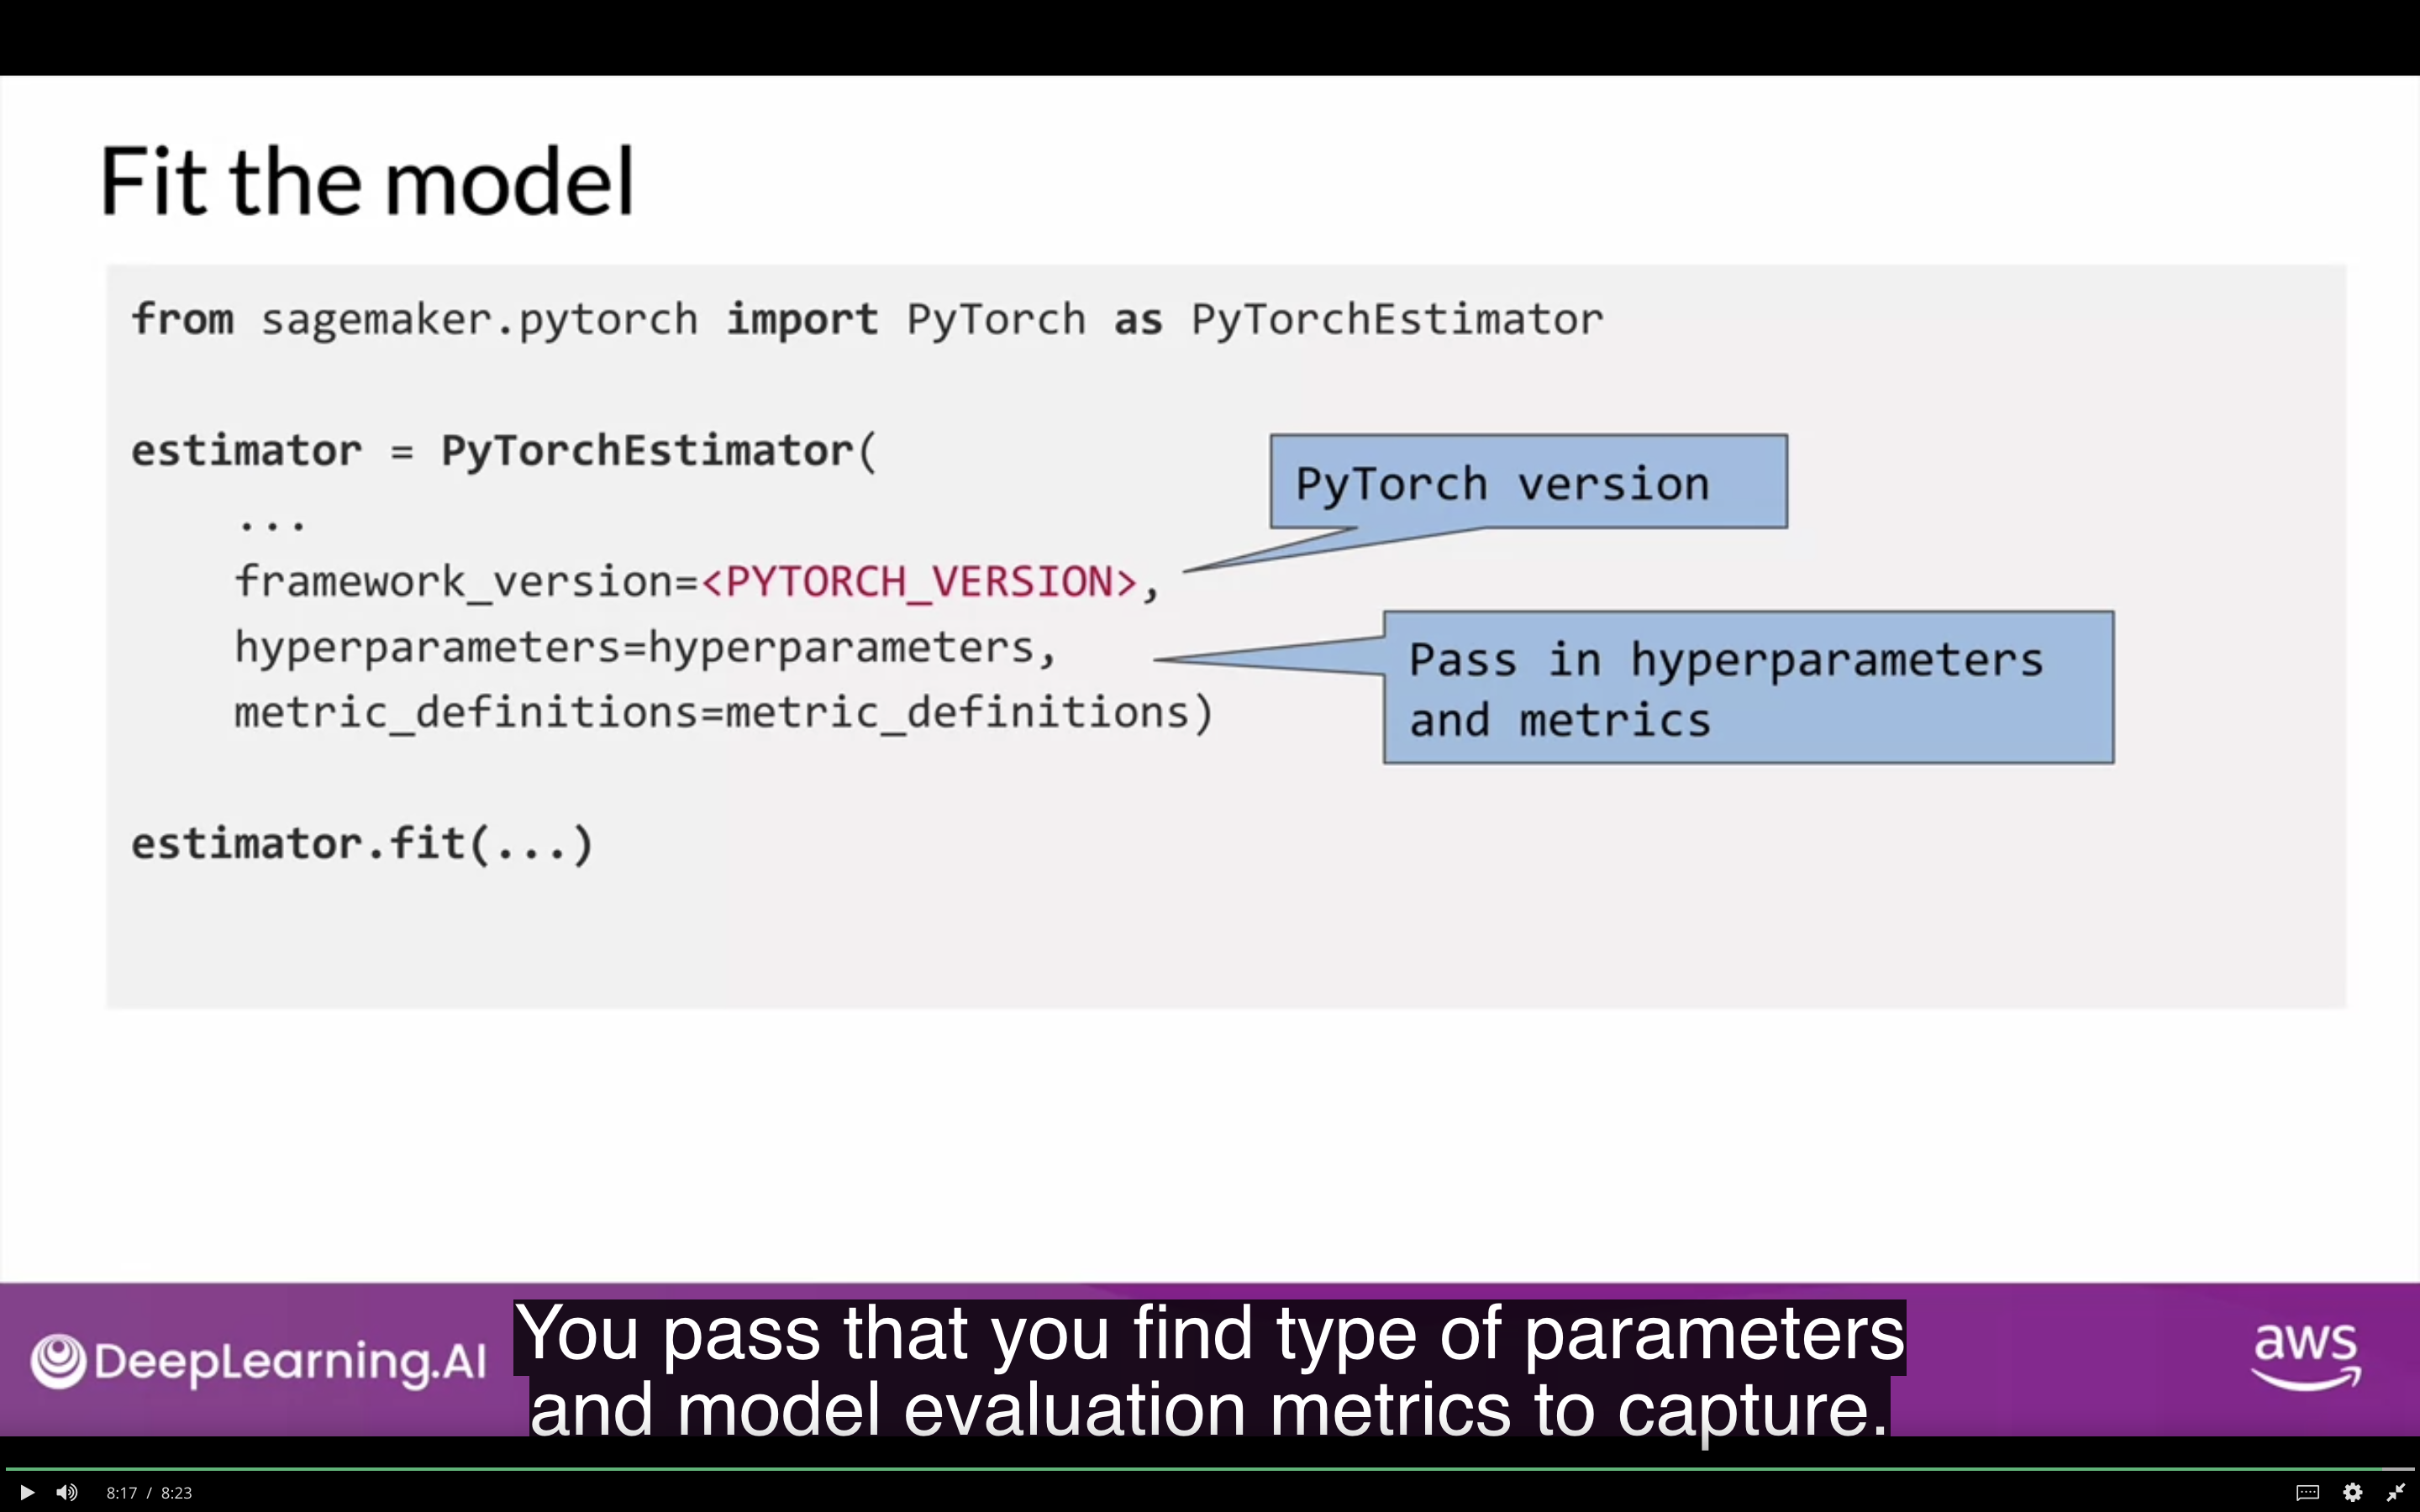 Fit the model
from sagemaker.pytorch import PyTorch as PyTorchEstimator
estimator = PyTorchEstimator(
...
framework_version=<PYTORCH_VERSION>,
hyperparameters=hyperparameters,
metric_definitions=metric_definitions)
estimator.fit(...)
PyTorch version
Pass in hyperparameters
and metrics
DeepLearning.AI
You pass that you find type of parameters
and model evaluation metrics to capture.
aws
8:17 / 8:23